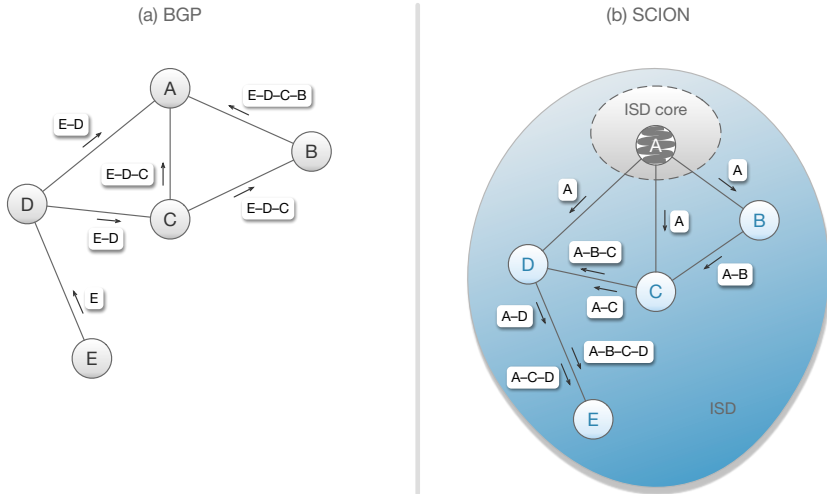 (a) BGP
A
E–D–C–B
E–D
B
E–D–C
D
C
E–D–C
E–D
E
E
(b) SCION
ISD core
A
A
A
A
B
A–B–C
D
A–B
C
A–C
A–D
A–B–C–D
A–C–D
ISD
E